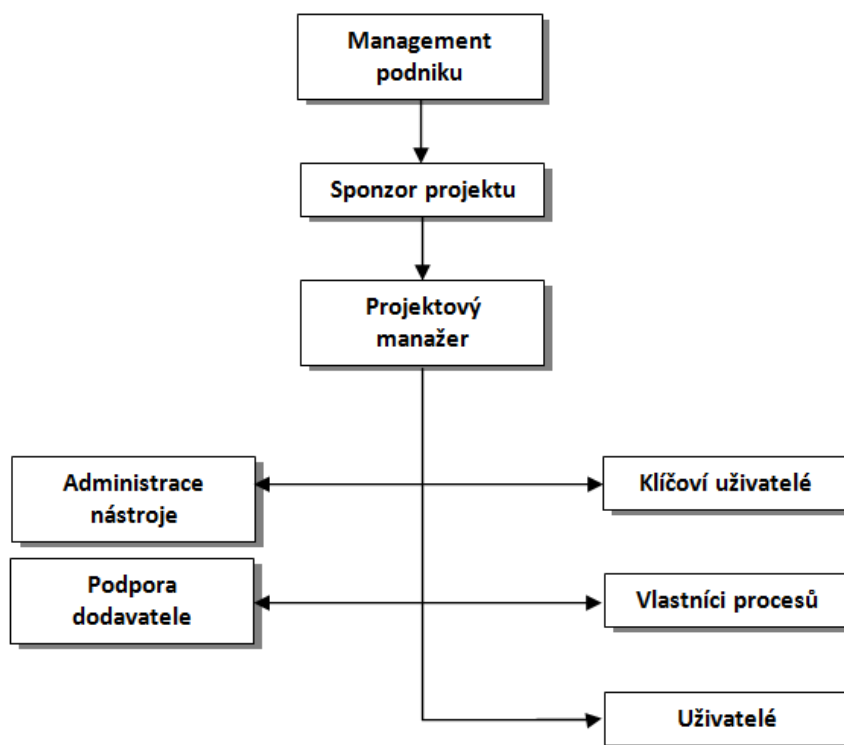 Management
podniku
Sponzor projektu
Projektový
manažer
Administrace
nástroje
Klíčoví uživatelé
Podpora
dodavatele
Vlastníci procesů
Uživatelé